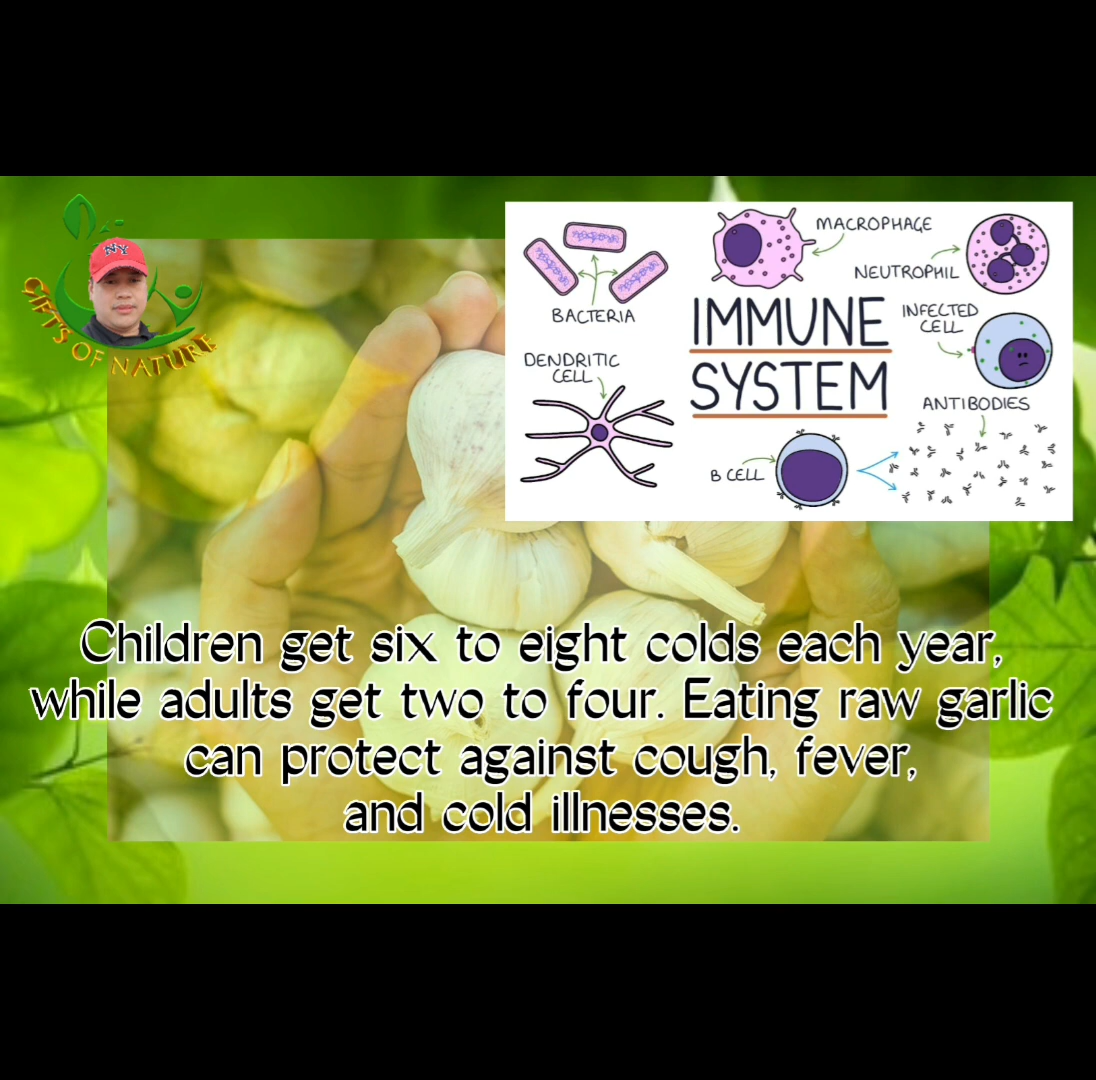 NY
GIFTS OF NATURE
BACTERIA
MACROPHAGE
NEUTROPHIL
IMMUNE
SYSTEM
INFECTED
CELL
DENDRITIC
CELL
ANTIBODIES
B CELL
Children get six to eight colds each year,
while adults get two to four. Eating raw garlic
can protect against cough, fever,
and cold illnesses.